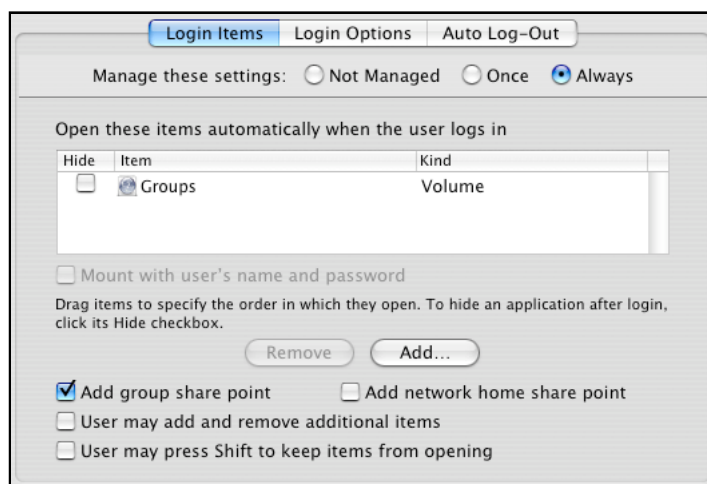 Login Items Login Options Auto Log-Out
Manage these settings: Not Managed Once Always
Open these items automatically when the user logs in
Hide Item Kind
Groups Volume
Mount with user's name and password
Drag items to specify the order in which they open. To hide an application after login,
click its Hide checkbox.
Remove Add...
Add group share point Add network home share point
User may add and remove additional items
User may press Shift to keep items from opening